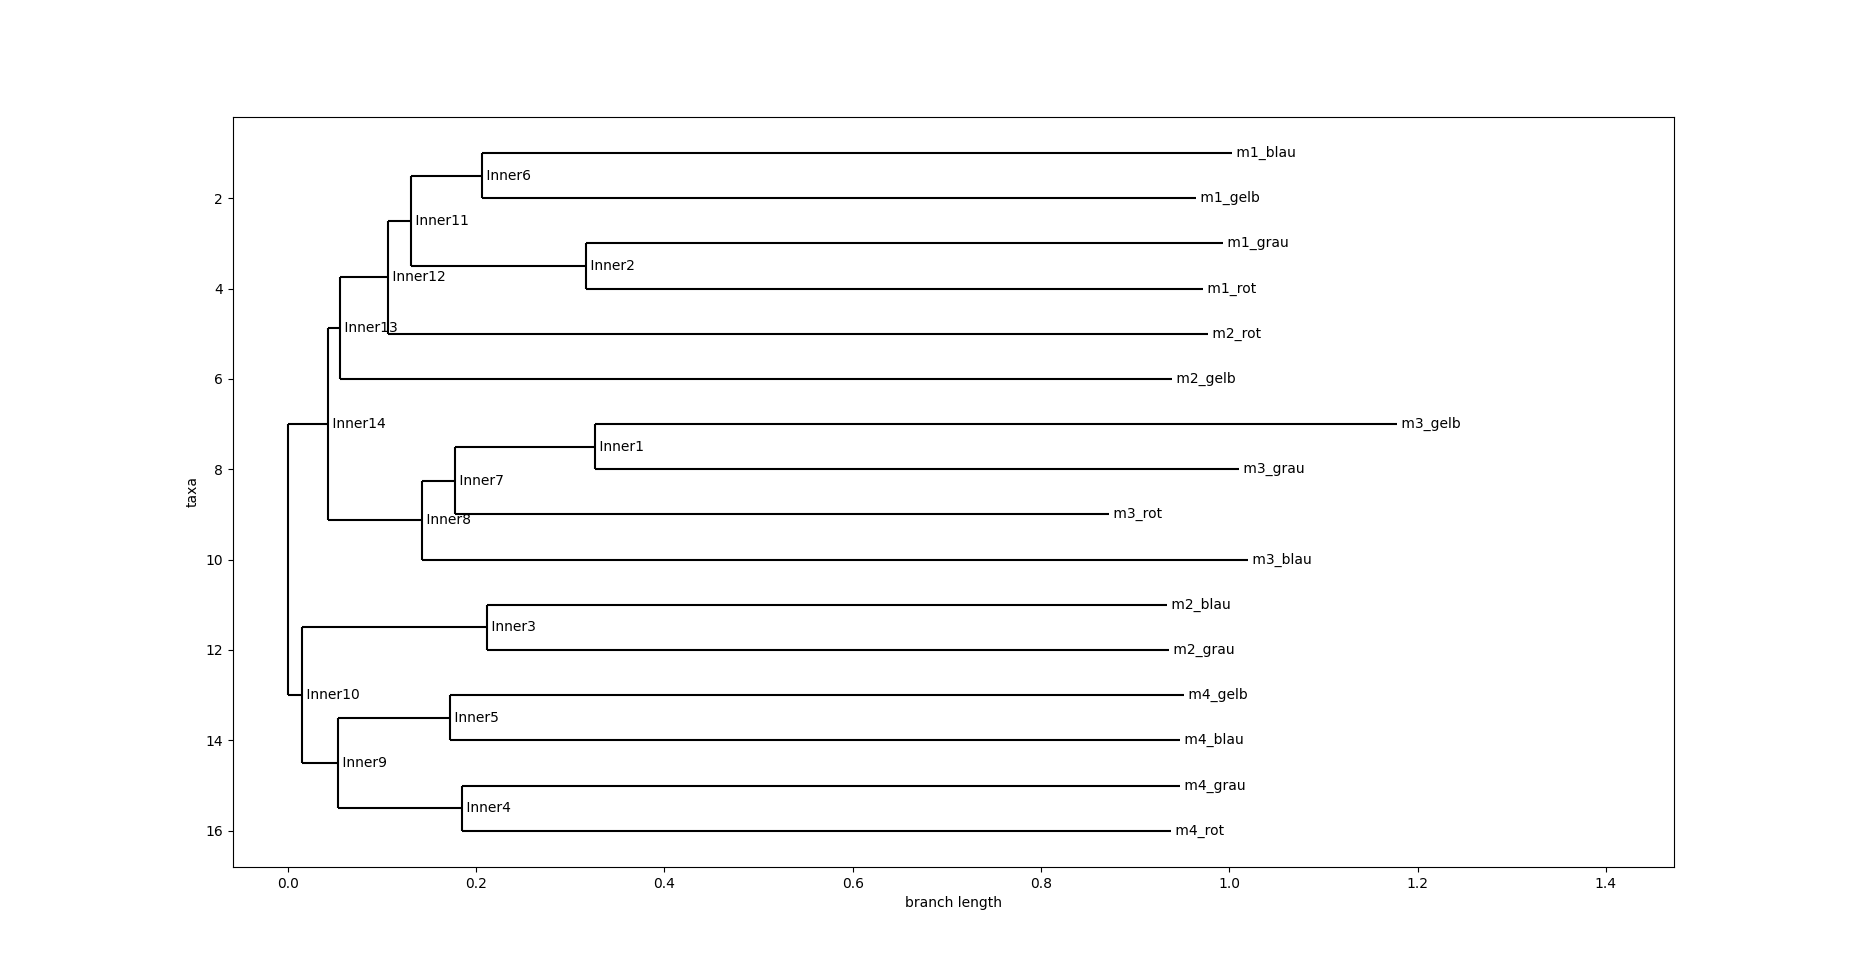 m1_blau
Inner6
2
m1_gelb
Inner11
m1_grau
Inner2
Inner12
4
m1_rot
Inner13
m2_rot
6
m2_gelb
Inner14
m3_gelb
Inner1
8
m3_grau
Inner7
taxa
m3_rot
Inner8
10
m3_blau
m2_blau
Inner3
12
m2_grau
Inner10
m4_gelb
Inner5
14
m4_blau
Inner9
m4_grau
Inner4
16
m4_rot
0.0 0.2 0.4 0.6 0.8 1.0 1.2 1.4
branch length